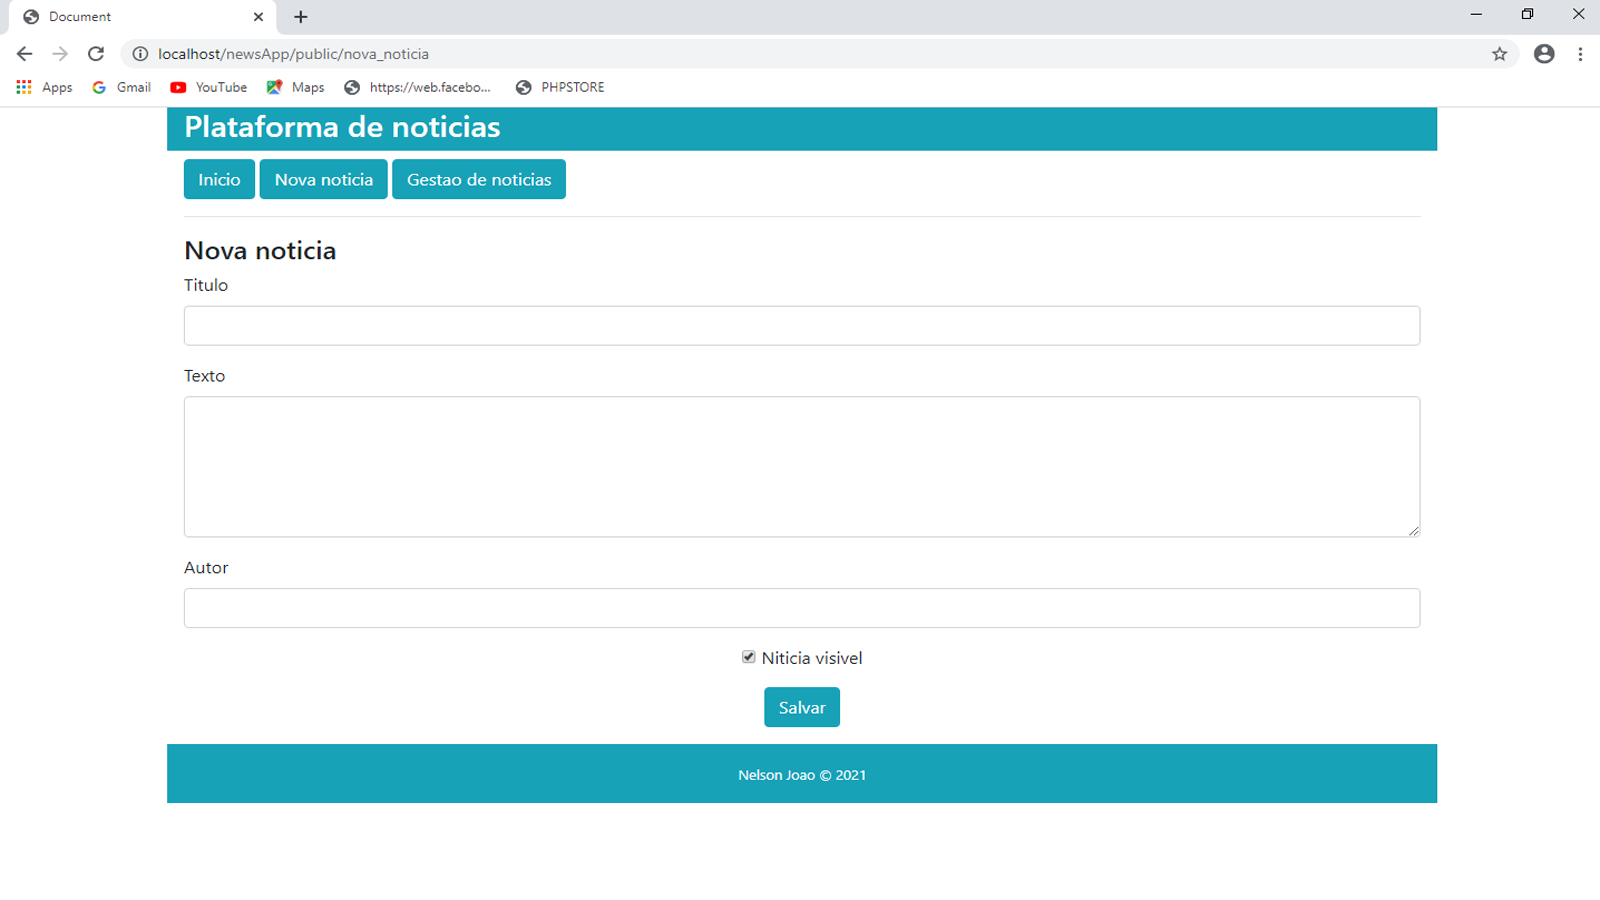 Document
localhost/newsApp/public/nova_noticia
Apps Gmail YouTube Maps https://web.facebo... PHPSTORE
Plataforma de noticias
Inicio Nova noticia Gestao de noticias
Nova noticia
Titulo
Texto
Autor
Niticia visivel
Salvar
Nelson Joao © 2021